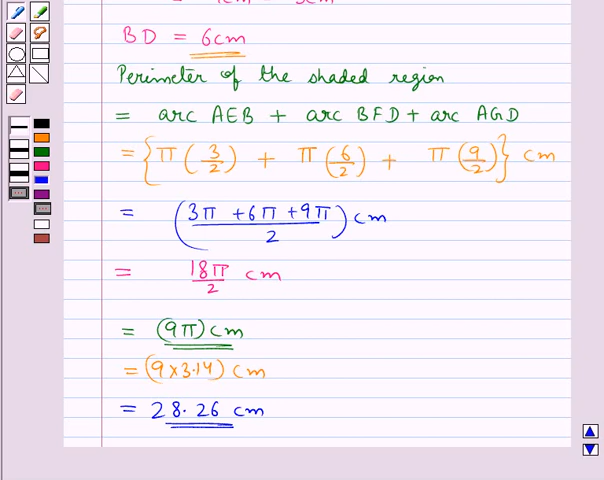 BD = 6cm
Perimeter of the shaded region
= arc AEB + arc BFD + arc AGD
= {π(3/2) + π(6/2) + π(9/2)} cm
= (3π + 6π + 9π / 2) cm
= 18π/2 cm
= (9π) cm
= (9 x 3.14) cm
= 28.26 cm